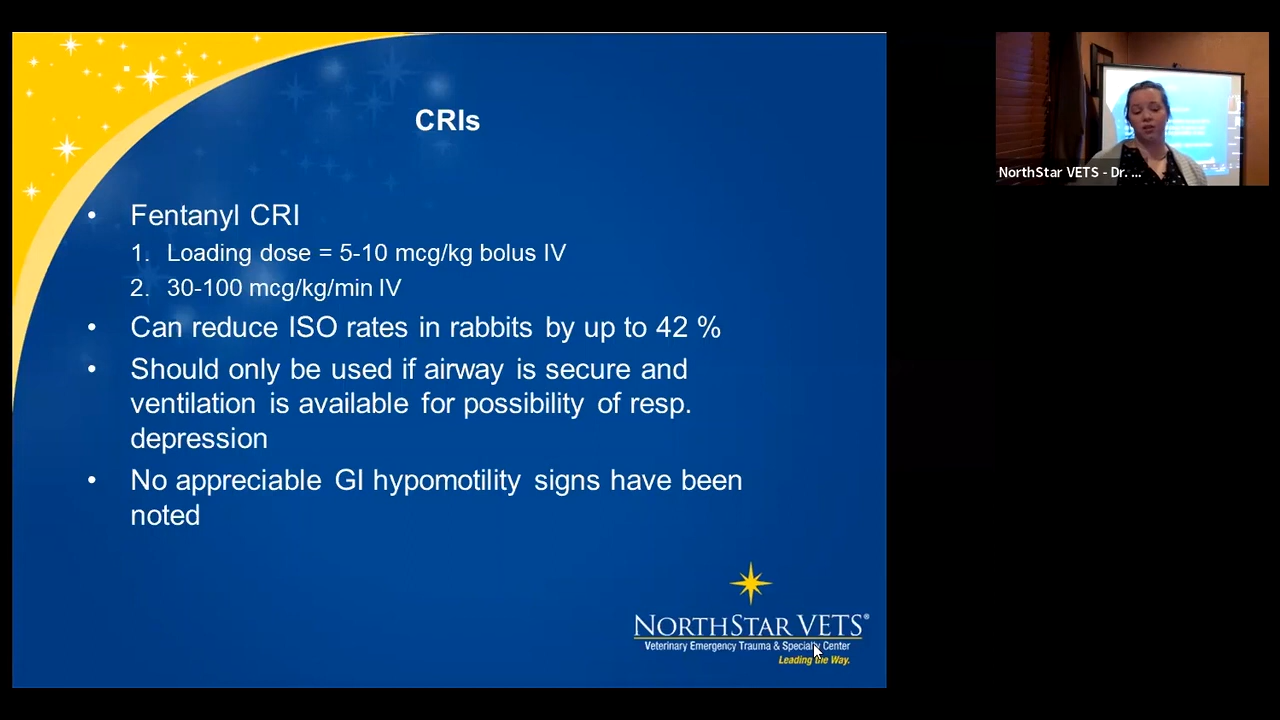 CRIs
• Fentanyl CRI
1. Loading dose = 5-10 mcg/kg bolus IV
2. 30-100 mcg/kg/min IV
• Can reduce ISO rates in rabbits by up to 42 %
• Should only be used if airway is secure and
ventilation is available for possibility of resp.
depression
• No appreciable GI hypomotility signs have been
noted
NORTHSTAR VETS®
Veterinary Emergency Trauma & Specialty Center
Leading the Way.
NorthStar VETS - Dr. ...